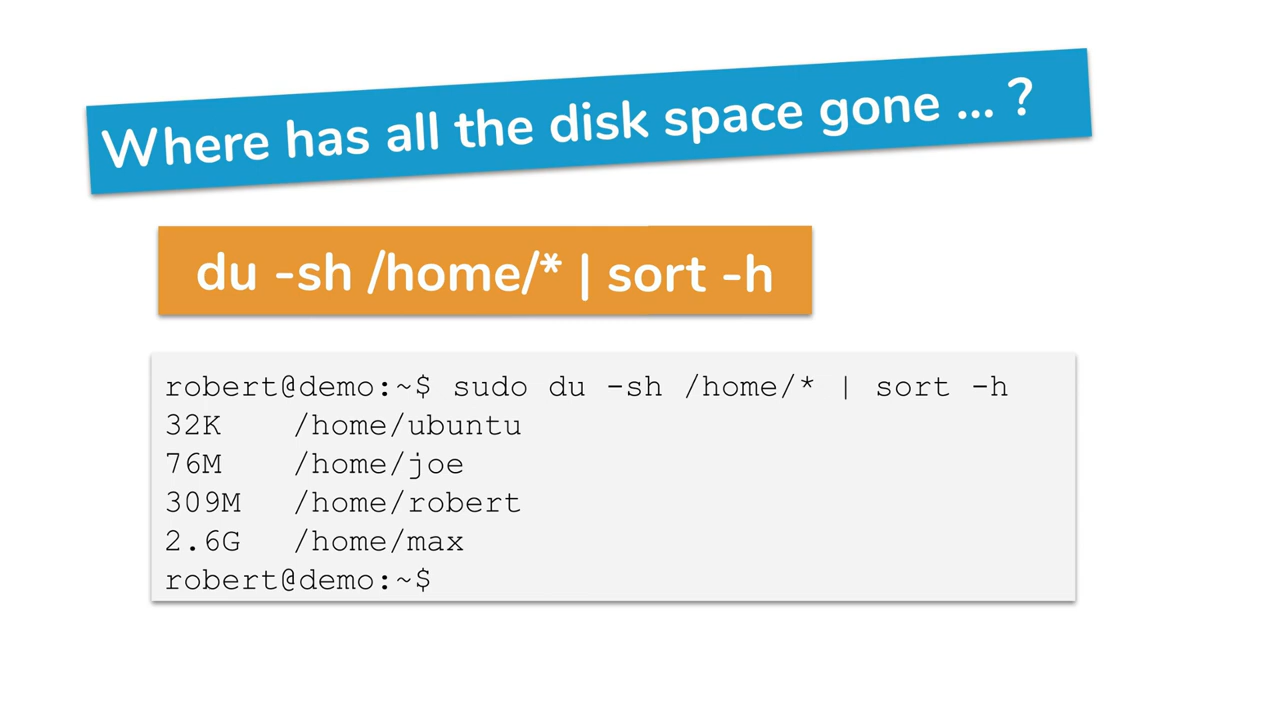 Where has all the disk space gone ... ?
du -sh /home/* | sort -h
robert@demo:~$ sudo du -sh /home/* | sort -h
32K /home/ubuntu
76M /home/joe
309M /home/robert
2.6G /home/max
robert@demo:~$